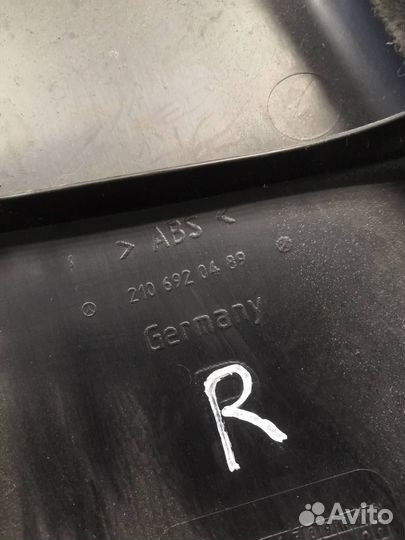 > ABS <
210 692 04 89
Germany
R
Avito